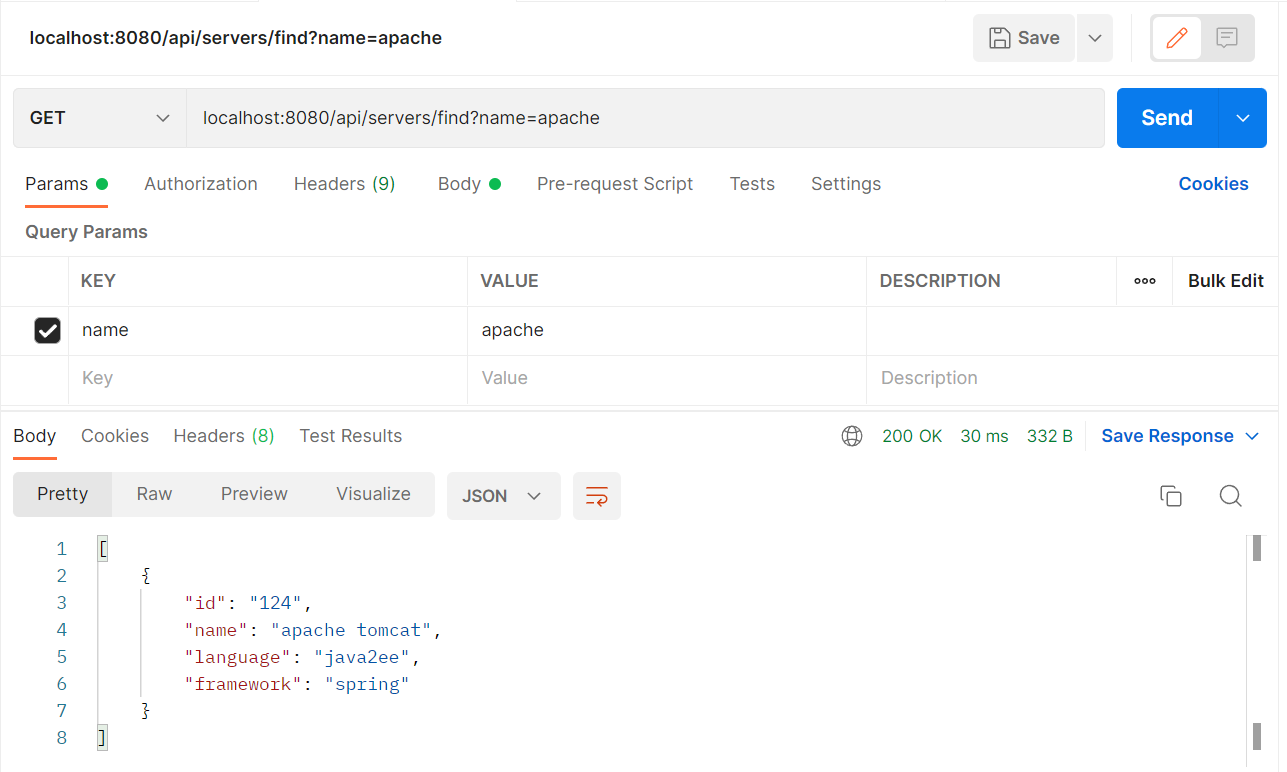 localhost:8080/api/servers/find?name=apache
Save
GET
localhost:8080/api/servers/find?name=apache
Send
Params Authorization Headers (9) Body Pre-request Script Tests Settings Cookies
Query Params
KEY VALUE DESCRIPTION ooo Bulk Edit
name apache
Key Value Description
Body Cookies Headers (8) Test Results 200 OK 30 ms 332 B Save Response
Pretty Raw Preview Visualize JSON
1 [
2 {
3 "id": "124",
4 "name": "apache tomcat",
5 "language": "java2ee",
6 "framework": "spring"
7 }
8 ]